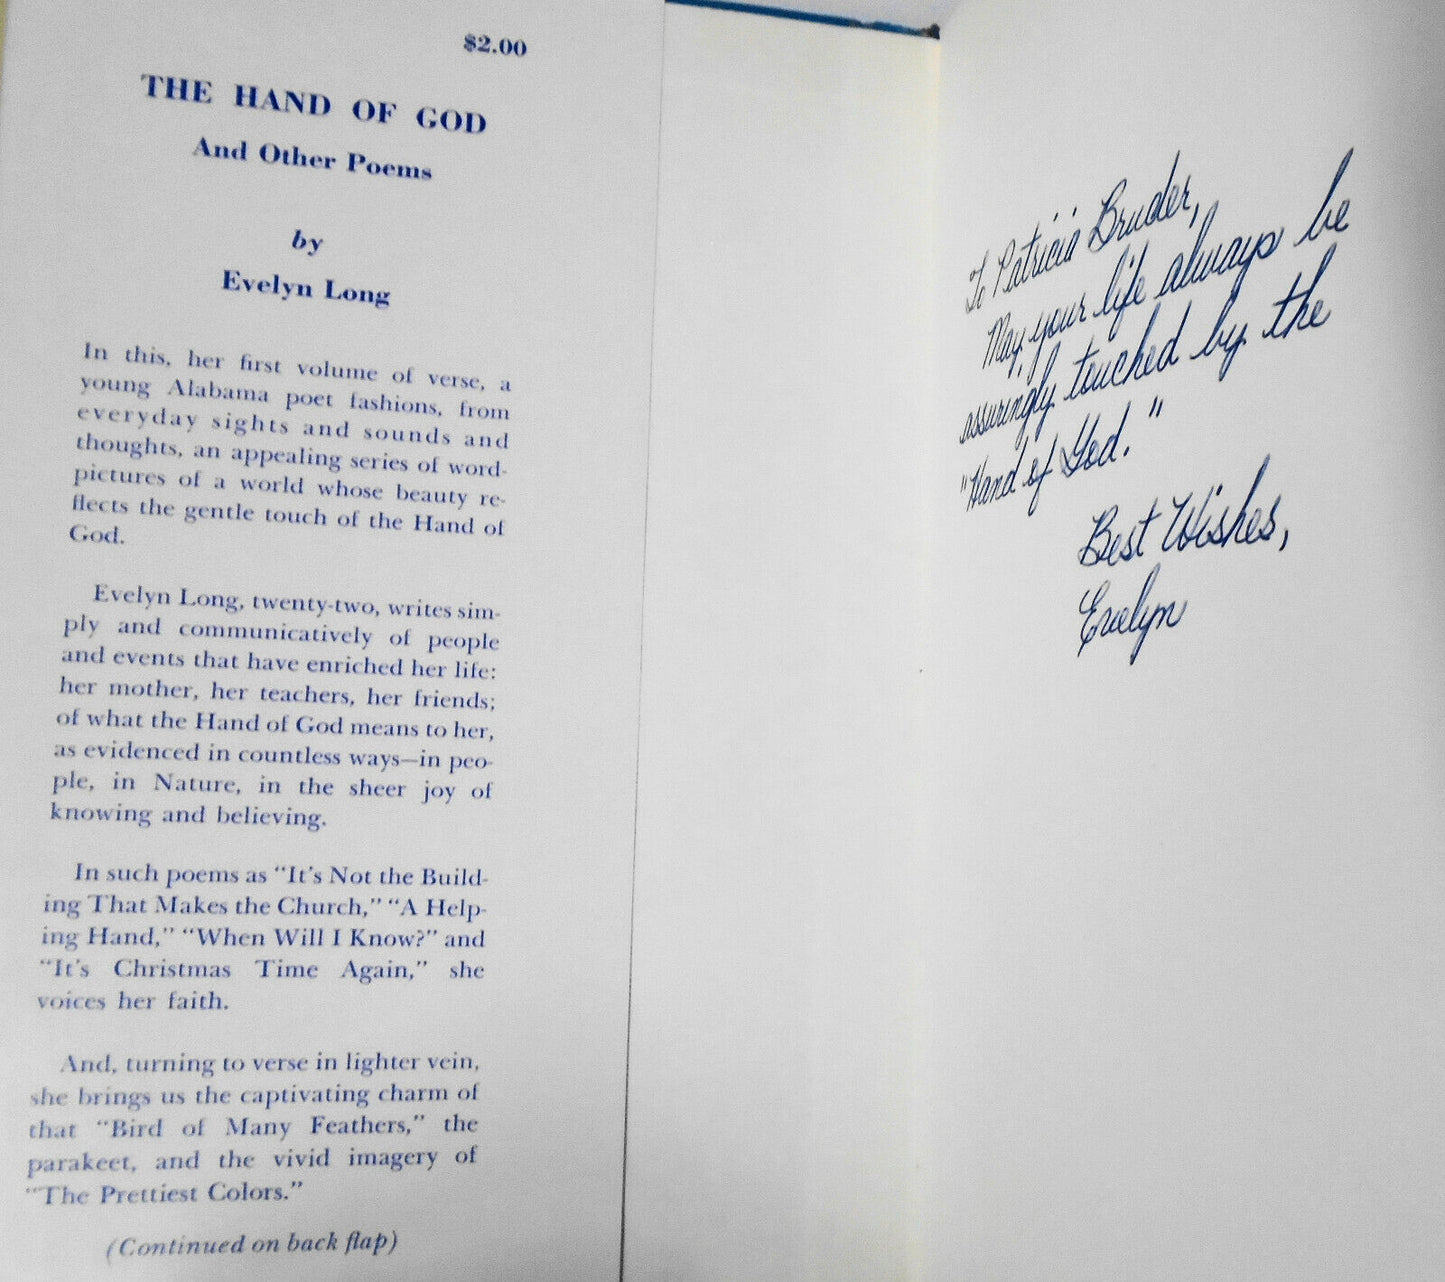 $2.00
THE HAND OF GOD
And Other Poems
by
Evelyn Long
In this, her first volume of verse, a
young Alabama poet fashions, from
everyday sights and sounds and
thoughts, an appealing series of word-
pictures of a world whose beauty re-
flects the gentle touch of the Hand of
God.
Evelyn Long, twenty-two, writes sim-
ply and communicatively of people
and events that have enriched her life:
her mother, her teachers, her friends;
of what the Hand of God means to her,
as evidenced in countless ways—in peo-
ple, in Nature, in the sheer joy of
knowing and believing.
In such poems as "It's Not the Build-
ing That Makes the Church," "A Help-
ing Hand," "When Will I Know?" and
"It's Christmas Time Again," she
voices her faith.
And, turning to verse in lighter vein,
she brings us the captivating charm of
that "Bird of Many Feathers," the
parakeet, and the vivid imagery of
"The Prettiest Colors."
(Continued on back flap)
To Patricia Bruder,
May your life always be
assuringly touched by the
"Hand of God."
Best Wishes,
Evelyn